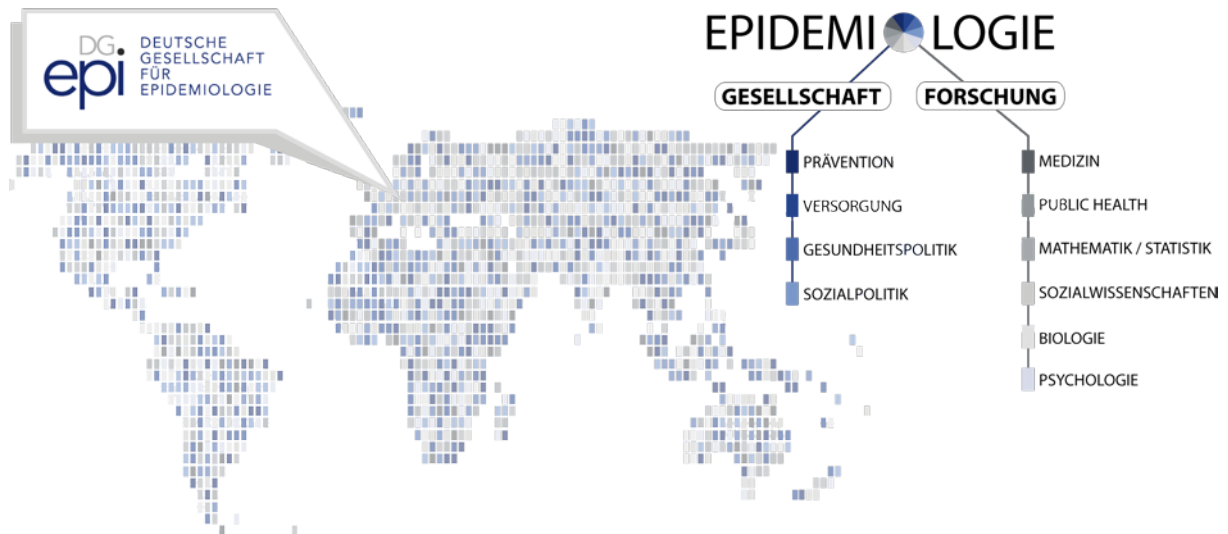 DG.
epi
DEUTSCHE
GESELLSCHAFT
FÜR
EPIDEMIOLOGIE
EPIDEMI LOGIE
GESELLSCHAFT
PRÄVENTION
VERSORGUNG
GESUNDHEITSPOLITIK
SOZIALPOLITIK
FORSCHUNG
MEDIZIN
PUBLIC HEALTH
MATHEMATIK / STATISTIK
SOZIALWISSENSCHAFTEN
BIOLOGIE
PSYCHOLOGIE